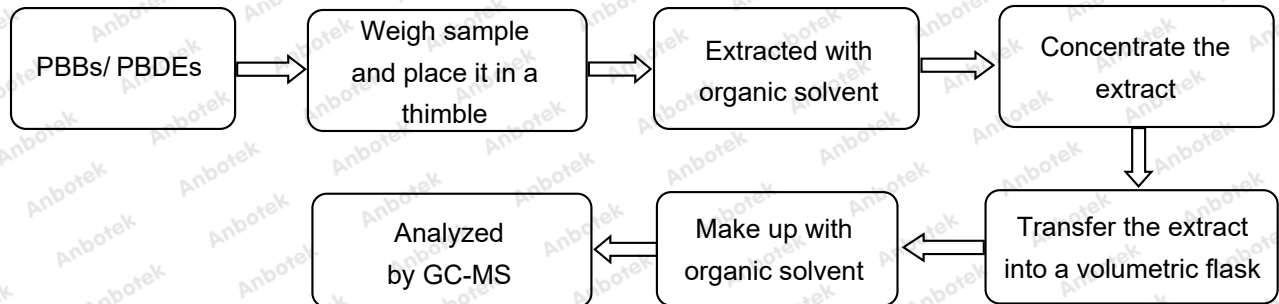 PBBs/ PBDEs
Weigh sample
and place it in a
thimble
Extracted with
organic solvent
Concentrate the
extract
Transfer the extract
into a volumetric flask
Make up with
organic solvent
Analyzed
by GC-MS
Anbotek